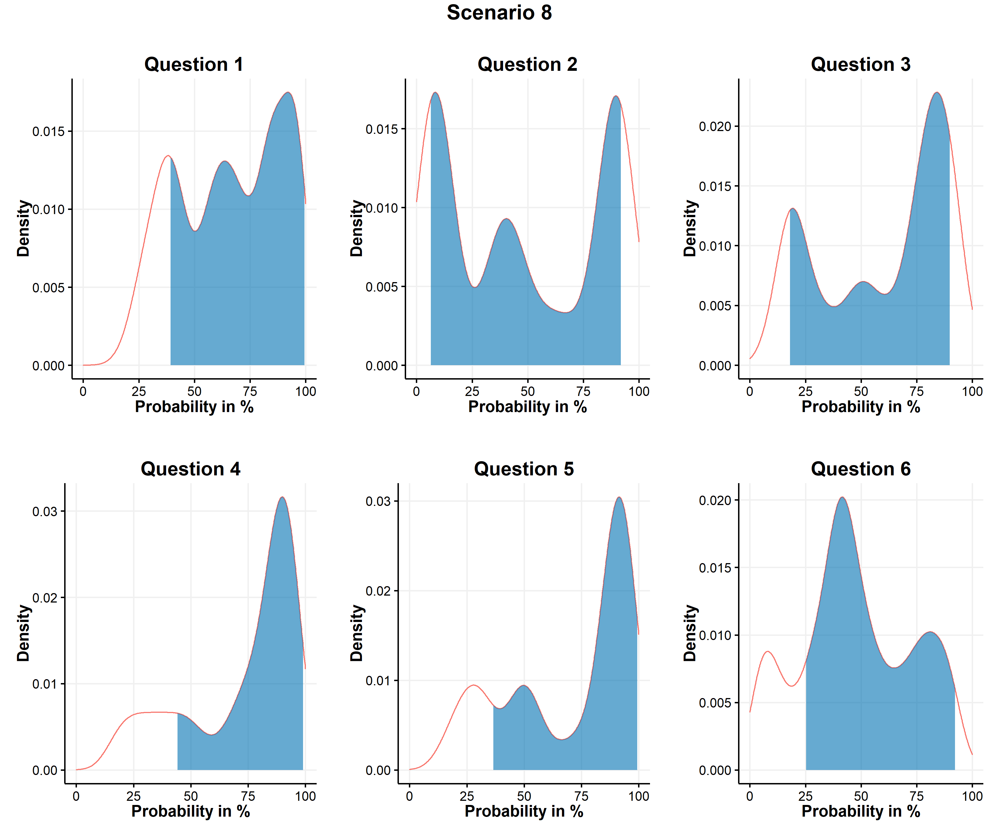 Scenario 8
Question 1
Density
0.015
0.010
0.005
0.000
0 25 50 75 100
Probability in %
Question 2
Density
0.015
0.010
0.005
0.000
0 25 50 75 100
Probability in %
Question 3
Density
0.020
0.015
0.010
0.005
0.000
0 25 50 75 100
Probability in %
Question 4
Density
0.03
0.02
0.01
0.00
0 25 50 75 100
Probability in %
Question 5
Density
0.03
0.02
0.01
0.00
0 25 50 75 100
Probability in %
Question 6
Density
0.020
0.015
0.010
0.005
0.000
0 25 50 75 100
Probability in %